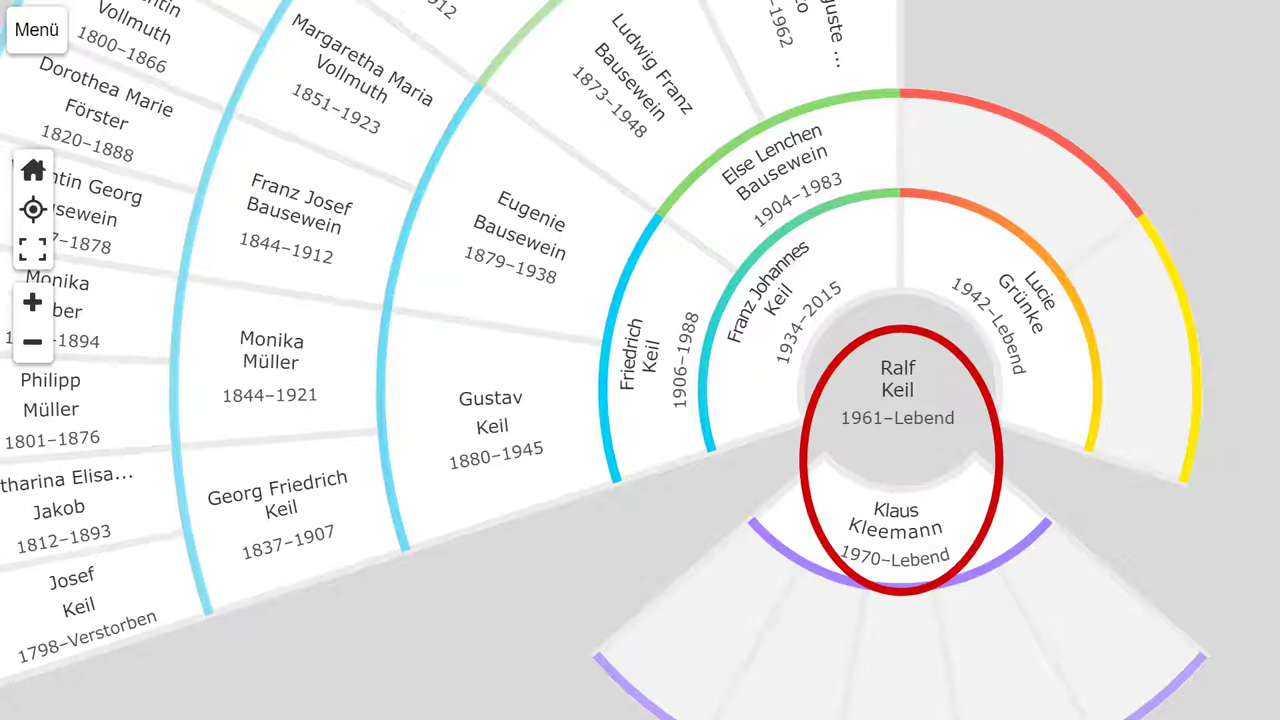 Menü
Vollmuth
1800–1866
Dorothea Marie
Förster
1820–1888
1878
1894
Philipp
Müller
1801–1876
Jakob
1812–1893
Josef
Keil
1798–Verstorben
Margaretha Maria
Vollmuth
1851–1923
Franz Josef
Bausewein
1844–1912
Monika
Müller
1844–1921
Georg Friedrich
Keil
1837–1907
Eugenie
Bausewein
1879–1938
Gustav
Keil
1880–1945
Ludwig Franz
Bausewein
1873–1948
Else Lenchen
Bausewein
1904–1983
Friedrich
Keil
1906–1988
Franz Johannes
Keil
1934–2015
Lucie
Grünke
1942–Lebend
Ralf
Keil
1961–Lebend
Klaus
Kleemann
1970–Lebend